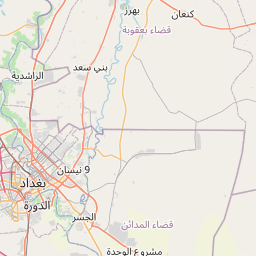 بهرز
كنعان
قضاء بعقوبة
بني سعد
الراشدية
9 نيسان
بغداد
الدورة
الجسر
قضاء المدائن
مشروع الوحدة